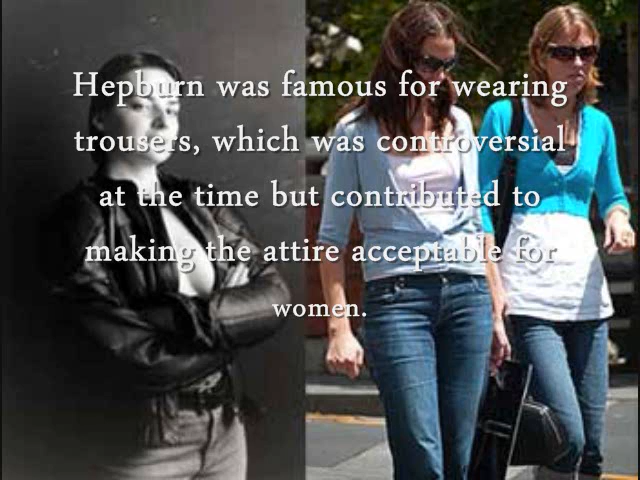 Hepburn was famous for wearing
trousers, which was controversial
at the time but contributed to
making the attire acceptable for
women.